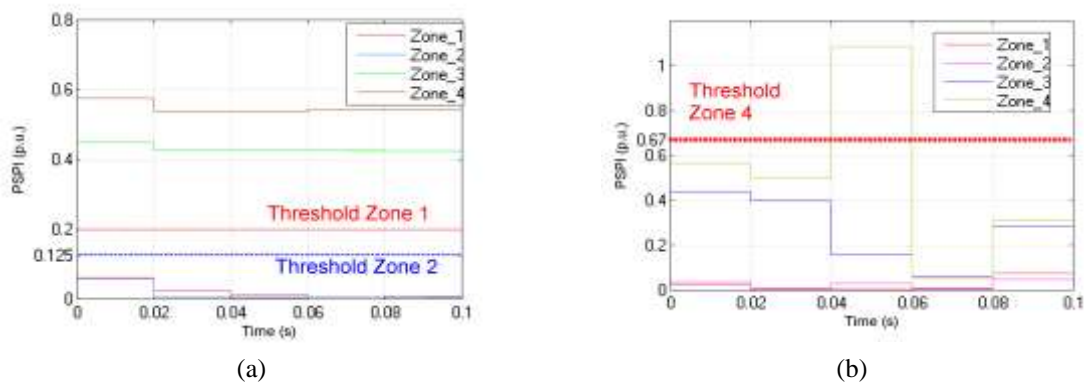 0.8
0.6
0.4
0.2
0.125
0
PSPI (p.u.)
Zone_1
Zone_2
Zone_3
Zone_4
Threshold Zone 1
Threshold Zone 2
0 0.02 0.04 0.06 0.08 0.1
Time (s)
(a)
1
0.8
0.67
0.6
0.4
0.2
0
PSPI (p.u.)
Threshold
Zone 4
Zone_1
Zone_2
Zone_3
Zone_4
0 0.02 0.04 0.06 0.08 0.1
Time (s)
(b)